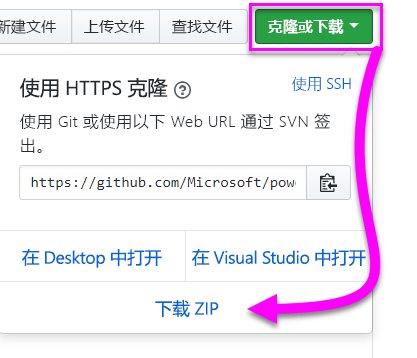 新建文件 上传文件 查找文件 克隆或下载
使用 HTTPS 克隆 ?
使用 SSH
使用 Git 或使用以下 Web URL 通过 SVN 签
出。
https://github.com/Microsoft/pow
在 Desktop 中打开 在 Visual Studio 中打开
下载 ZIP